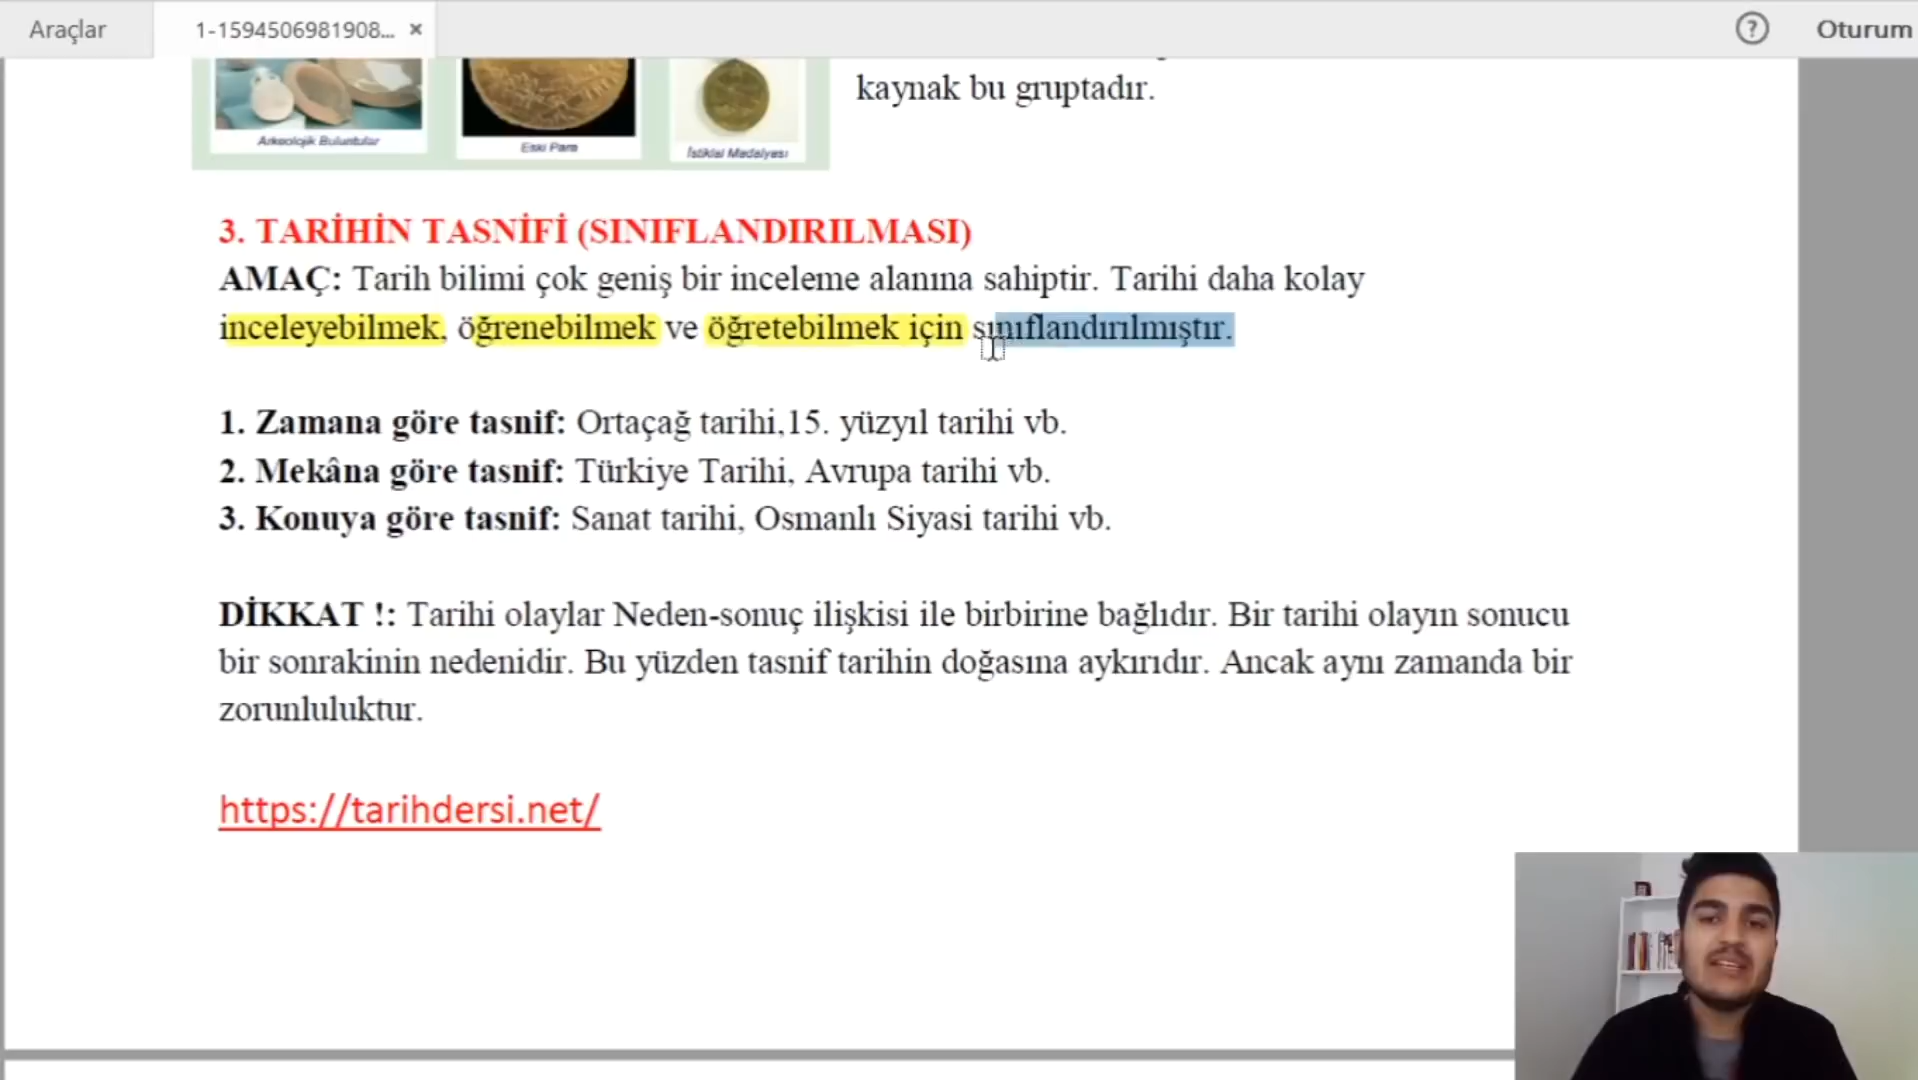 Araçlar
1-1594506981908... ×
?
Oturum
kaynak bu gruptadır.
Arkeolojik Buluntular
Eski Para
İstiklal Madalyası
3. TARİHİN TASNİFİ (SINIFLANDIRILMASI)
AMAÇ: Tarih bilimi çok geniş bir inceleme alanına sahiptir. Tarihi daha kolay
inceleyebilmek, öğrenebilmek ve öğretebilmek için sınıflandırılmıştır.
1. Zamana göre tasnif: Ortaçağ tarihi,15. yüzyıl tarihi vb.
2. Mekâna göre tasnif: Türkiye Tarihi, Avrupa tarihi vb.
3. Konuya göre tasnif: Sanat tarihi, Osmanlı Siyasi tarihi vb.
DİKKAT !: Tarihi olaylar Neden-sonuç ilişkisi ile birbirine bağlıdır. Bir tarihi olayın sonucu
bir sonrakinin nedenidir. Bu yüzden tasnif tarihin doğasına aykırıdır. Ancak aynı zamanda bir
zorunluluktur.
https://tarihdersi.net/